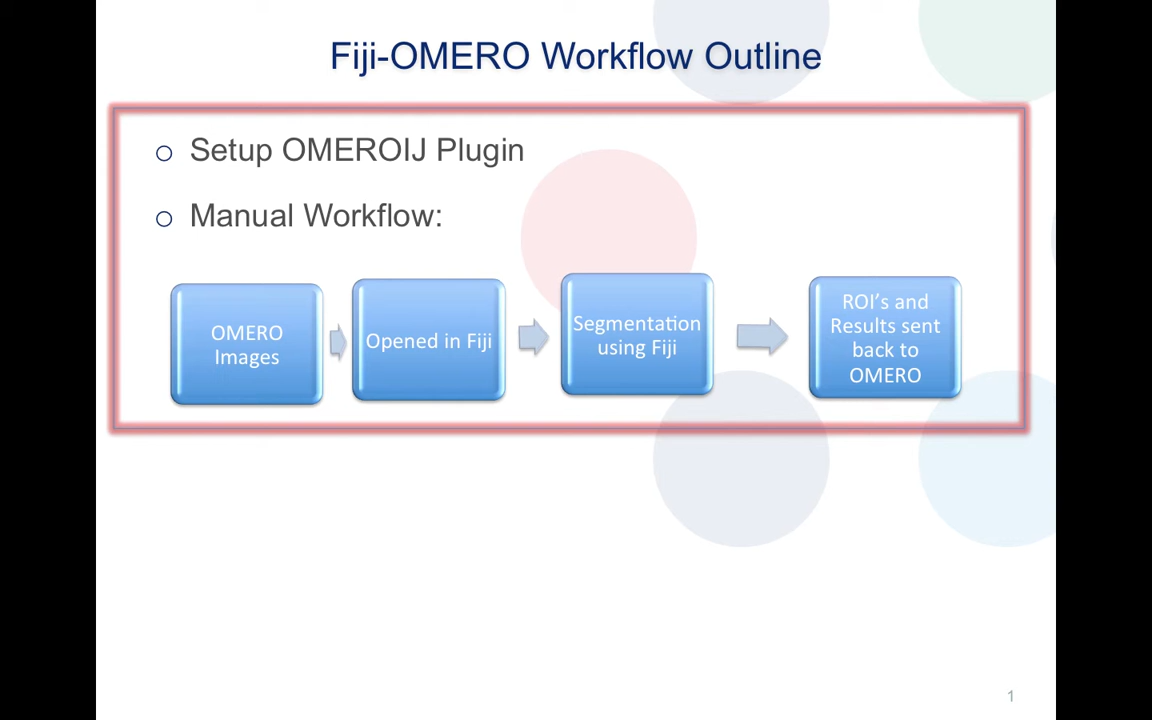 Fiji-OMERO Workflow Outline
Setup OMEROIJ Plugin
Manual Workflow:
OMERO
Images
Opened in Fiji
Segmentation
using Fiji
ROI's and
Results sent
back to
OMERO
1